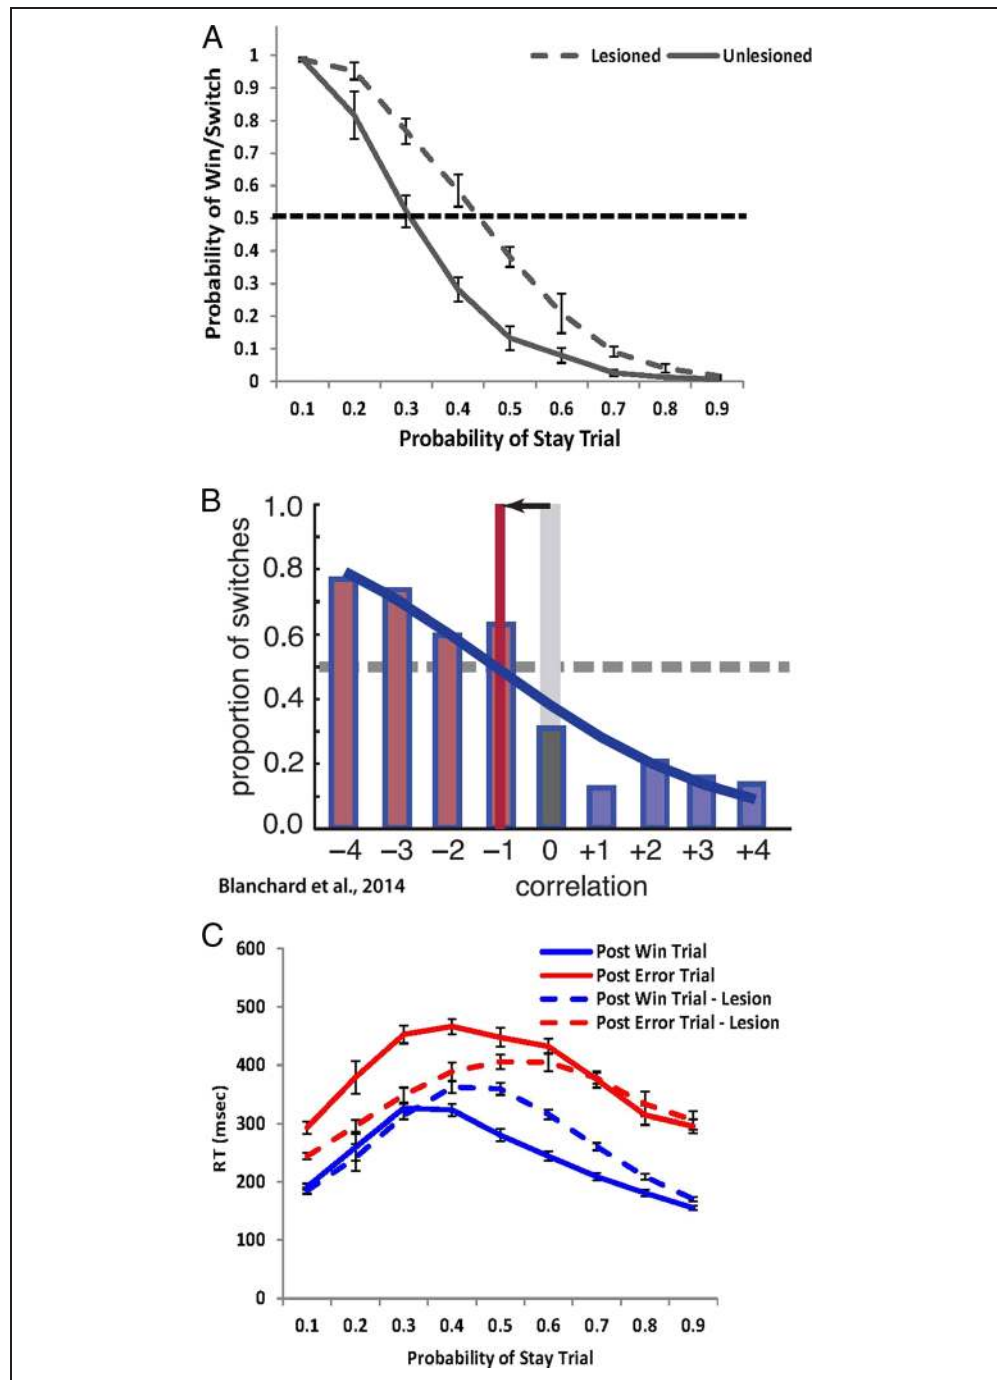 A
Lesioned Unlesioned
Probability of Win/Switch
1
0.9
0.8
0.7
0.6
0.5
0.4
0.3
0.2
0.1
0
0.1 0.2 0.3 0.4 0.5 0.6 0.7 0.8 0.9
Probability of Stay Trial
B
proportion of switches
1.0
0.8
0.6
0.4
0.2
0.0
−4 −3 −2 −1 0 +1 +2 +3 +4
Blanchard et al., 2014
correlation
C
Post Win Trial
Post Error Trial
Post Win Trial - Lesion
Post Error Trial - Lesion
RT (msec)
600
500
400
300
200
100
0
0.1 0.2 0.3 0.4 0.5 0.6 0.7 0.8 0.9
Probability of Stay Trial